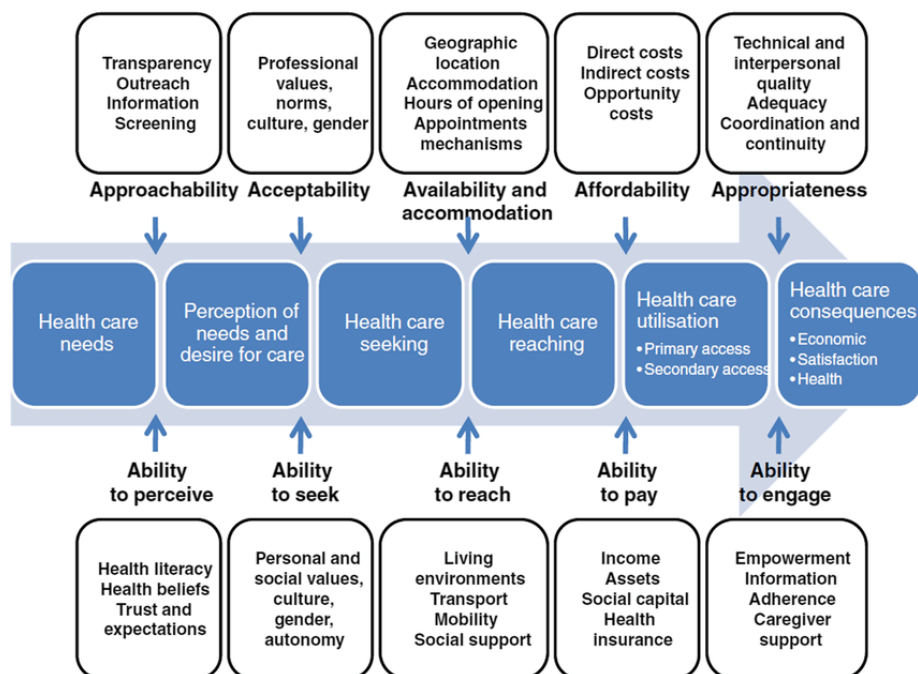 Transparency
Outreach
Information
Screening
Professional
values,
norms,
culture, gender
Geographic
location
Accommodation
Hours of opening
Appointments
mechanisms
Direct costs
Indirect costs
Opportunity
costs
Technical and
interpersonal
quality
Adequacy
Coordination and
continuity
Approachability
Acceptability
Availability and
accommodation
Affordability
Appropriateness
Health care
needs
Perception of
needs and
desire for care
Health care
seeking
Health care
reaching
Health care
utilisation
•Primary access
•Secondary access
Health care
consequences
•Economic
•Satisfaction
•Health
Ability
to perceive
Ability
to seek
Ability
to reach
Ability
to pay
Ability
to engage
Health literacy
Health beliefs
Trust and
expectations
Personal and
social values,
culture,
gender,
autonomy
Living
environments
Transport
Mobility
Social support
Income
Assets
Social capital
Health
insurance
Empowerment
Information
Adherence
Caregiver
support